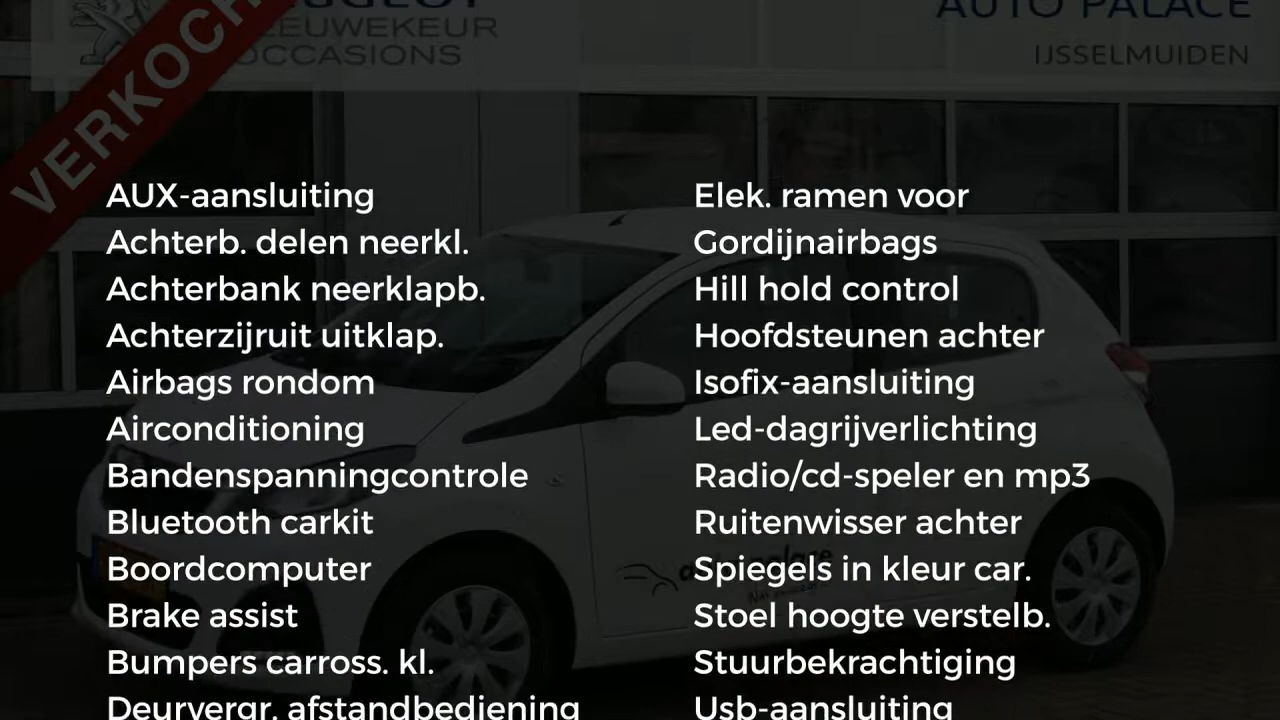 PEUGEOT
LEEUWEKEUR
OCCASIONS
AUTO PALACE
IJSSELMUIDEN
VERKOCH
AUX-aansluiting
Achterb. delen neerkl.
Achterbank neerklapb.
Achterzijruit uitklap.
Airbags rondom
Airconditioning
Bandenspanningcontrole
Bluetooth carkit
Boordcomputer
Brake assist
Bumpers carross. kl.
Deurvergr. afstandbediening
Elek. ramen voor
Gordijnairbags
Hill hold control
Hoofdsteunen achter
Isofix-aansluiting
Led-dagrijverlichting
Radio/cd-speler en mp3
Ruitenwisser achter
Spiegels in kleur car.
Stoel hoogte verstelb.
Stuurbekrachtiging
Usb-aansluiting